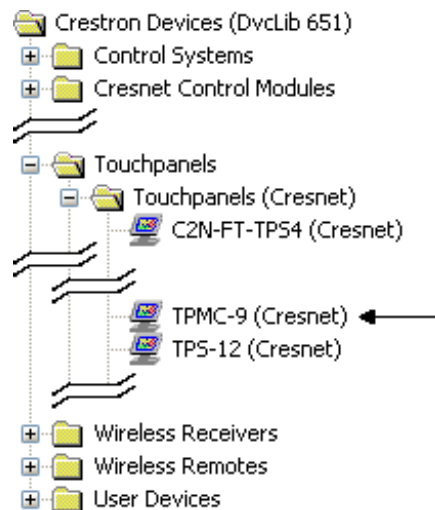 Crestron Devices (DvcLib 651)
Control Systems
Cresnet Control Modules
Touchpanels
Touchpanels (Cresnet)
C2N-FT-TPS4 (Cresnet)
TPMC-9 (Cresnet)
TPS-12 (Cresnet)
Wireless Receivers
Wireless Remotes
User Devices